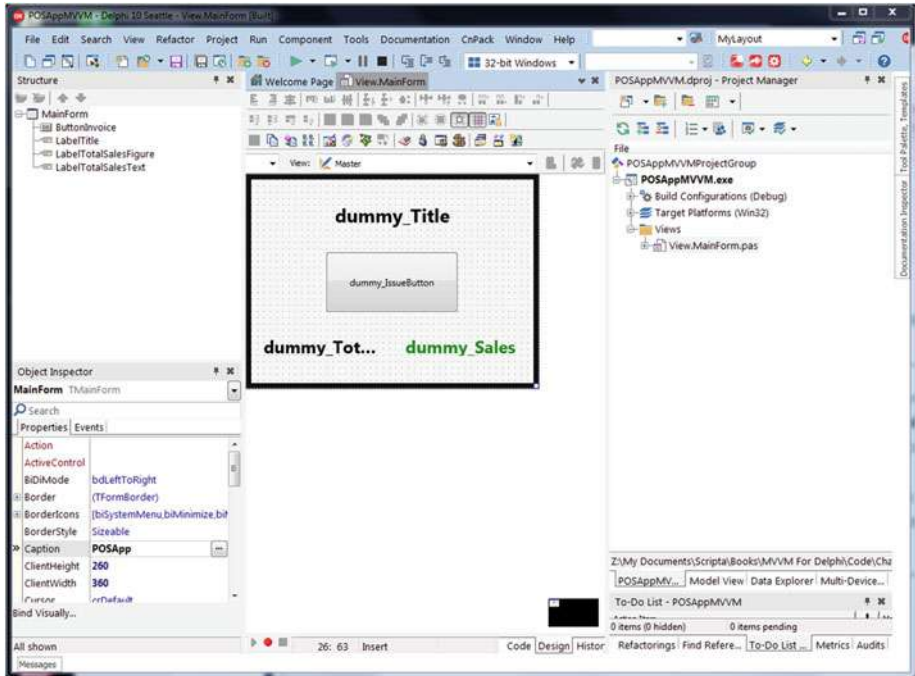 POSAppMVVM - Delphi 10 Seattle - View.MainForm [Built]
File Edit Search View Refactor Project Run Component Tools Documentation CnPack Window Help
MyLayout
32-bit Windows
Structure
MainForm
ButtonInvoice
LabelTitle
LabelTotalSalesFigure
LabelTotalSalesText
Object Inspector
MainForm TMainForm
Search
Properties Events
Action
ActiveControl
BiDiMode bdLeftToRight
Border (TFormBorder)
BorderIcons [biSystemMenu,biMinimize,bi
BorderStyle Sizeable
Caption POSApp
ClientHeight 260
ClientWidth 360
Cursor crDefault
Bind Visually...
All shown
Messages
Welcome Page View.MainForm
View: Master
dummy_Title
dummy_IssueButton
dummy_Tot... dummy_Sales
26: 63 Insert
Code Design Histor
POSAppMVVM.dproj - Project Manager
File
POSAppMVVMProjectGroup
POSAppMVVM.exe
Build Configurations (Debug)
Target Platforms (Win32)
Views
View.MainForm.pas
Z:\My Documents\Scripta\Books\MVVM For Delphi\Code\Cha
POSAppMV... Model View Data Explorer Multi-Device...
To-Do List - POSAppMVVM
0 items (0 hidden) 0 items pending
Refactorings Find Refere... To-Do List ... Metrics Audits
Tool Palette, Templates
Documentation Inspector